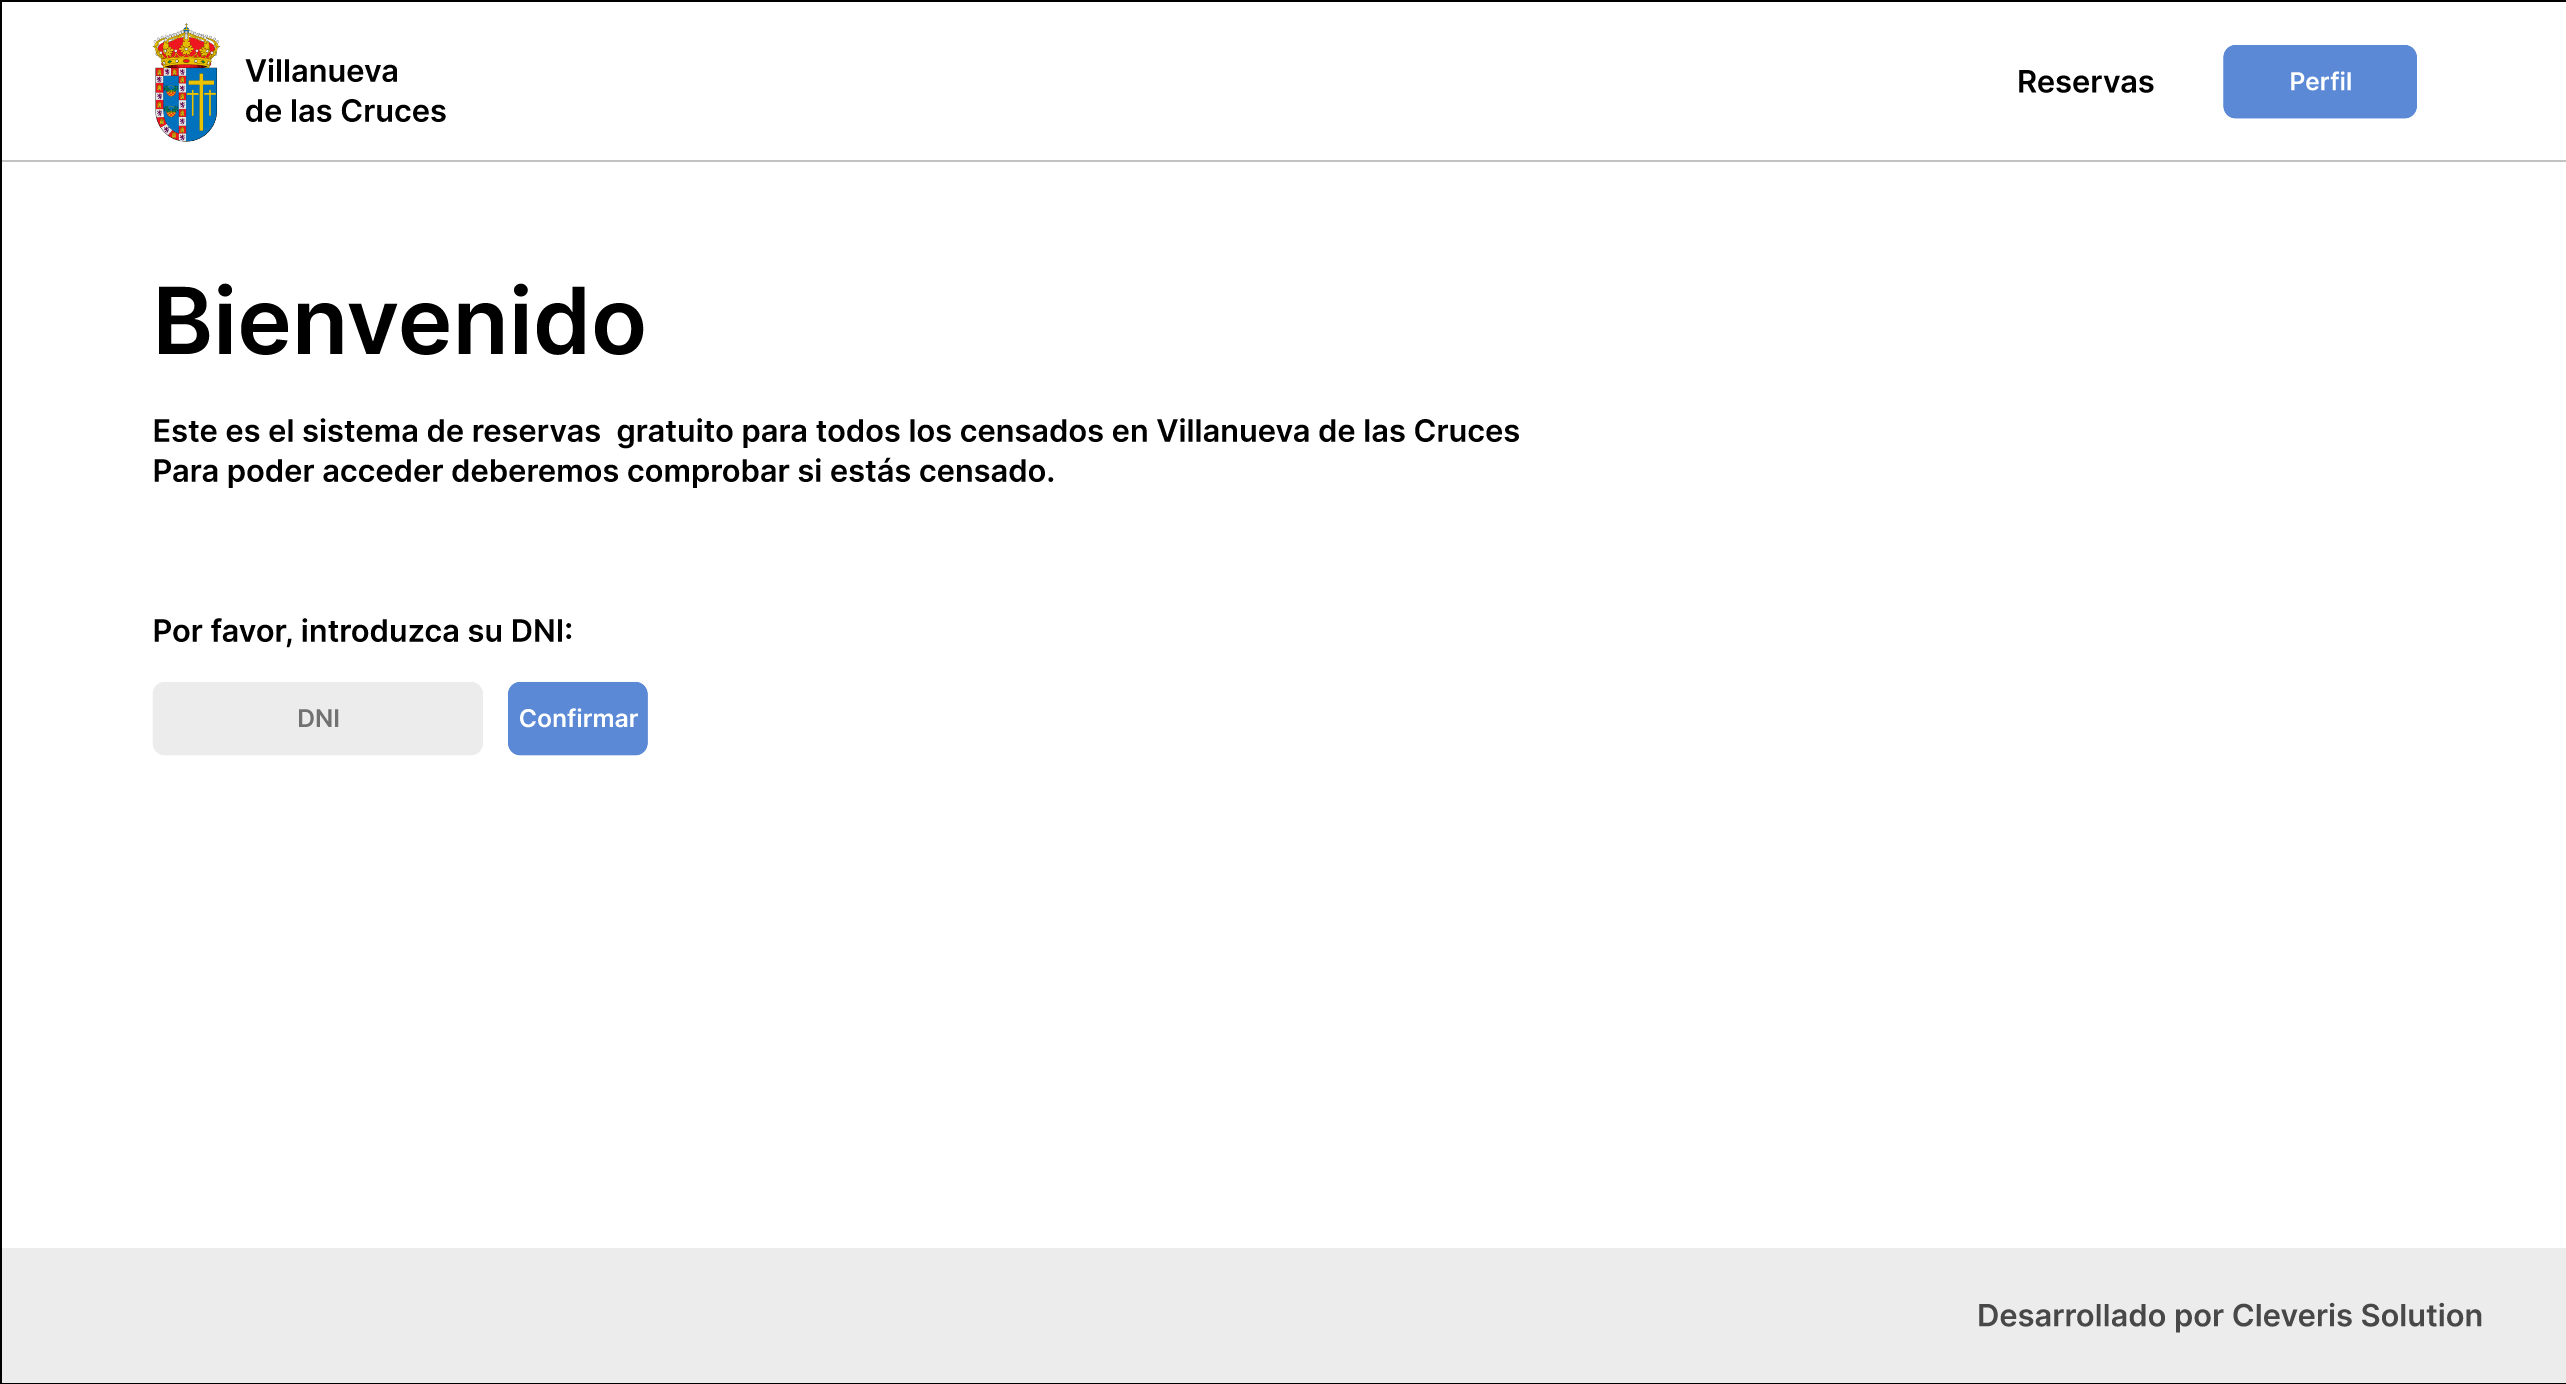 Villanueva
de las Cruces
Reservas
Perfil
Bienvenido
Este es el sistema de reservas  gratuito para todos los censados en Villanueva de las Cruces
Para poder acceder deberemos comprobar si estás censado.
Por favor, introduzca su DNI:
DNI
Confirmar
Desarrollado por Cleveris Solution